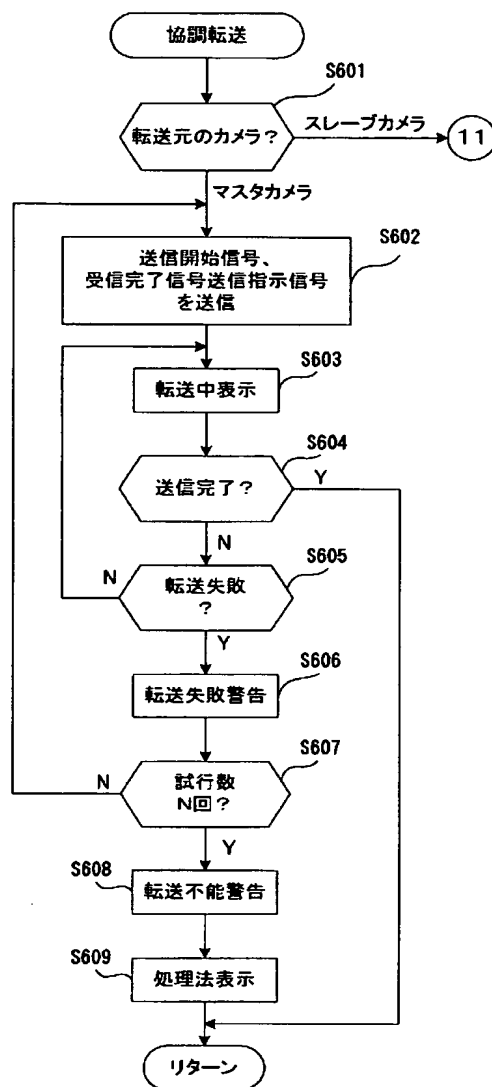 協調転送
S601
転送元のカメラ?
スレーブカメラ
11
マスタカメラ
S602
送信開始信号、
受信完了信号送信指示信号
を送信
S603
転送中表示
S604
送信完了?
Y
N
S605
転送失敗
?
N
Y
S606
転送失敗警告
S607
試行数
N回?
N
Y
S608
転送不能警告
S609
処理法表示
リターン